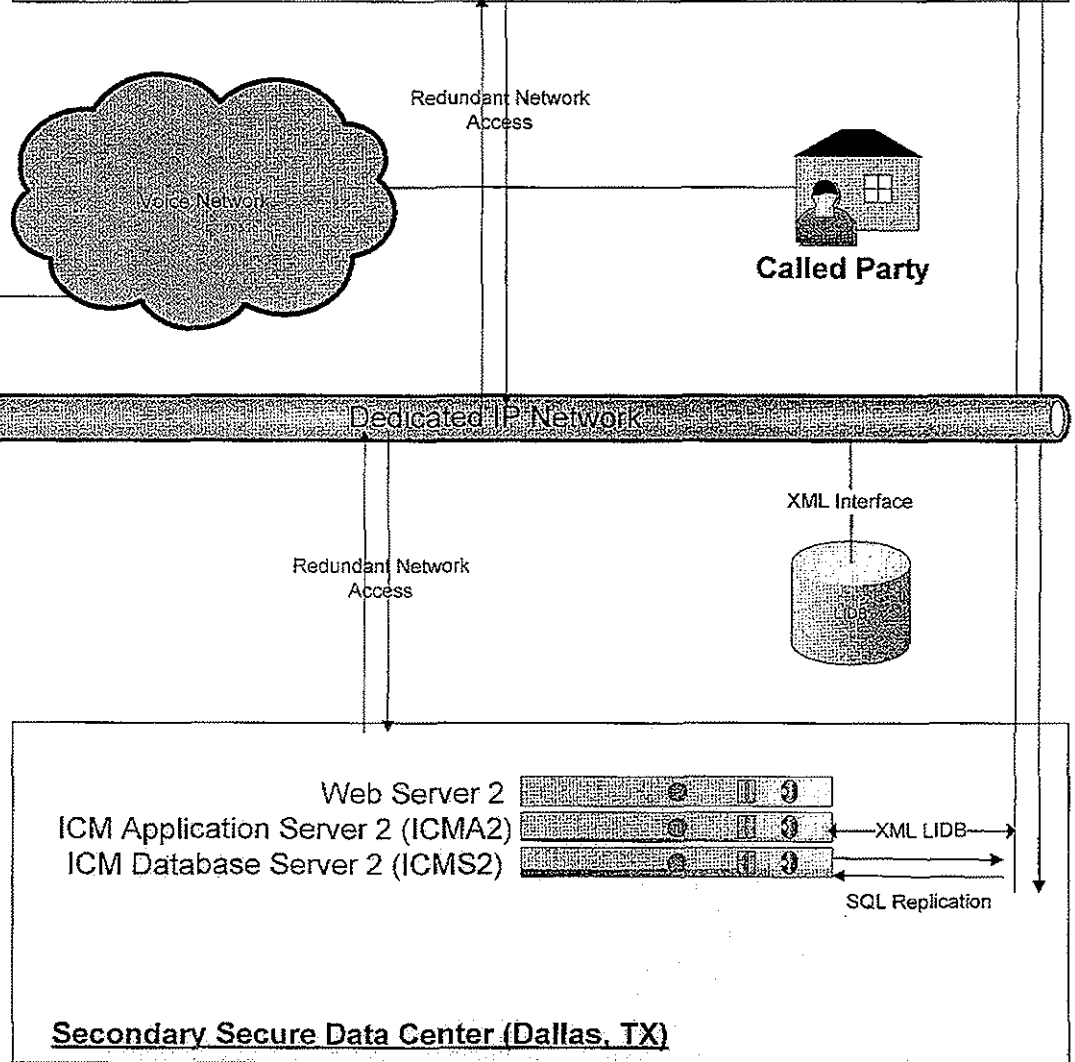 Redundant Network
Access
Voice Network
Called Party
Dedicated IP Network
XML Interface
Redundant Network
Access
LIDB
Web Server 2
ICM Application Server 2 (ICMA2)
XML LIDB
ICM Database Server 2 (ICMS2)
SQL Replication
Secondary Secure Data Center (Dallas, TX)